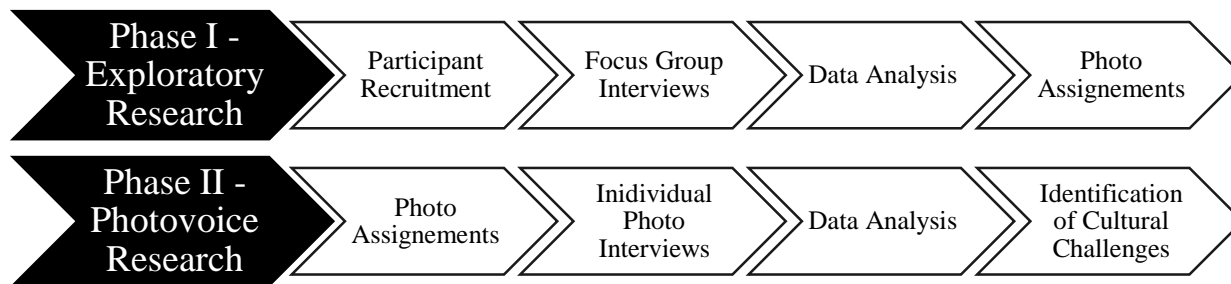 Phase I -
Exploratory
Research
Participant
Recruitment
Focus Group
Interviews
Data Analysis
Photo
Assignements
Phase II -
Photovoice
Research
Photo
Assignements
Inidividual
Photo
Interviews
Data Analysis
Identification
of Cultural
Challenges